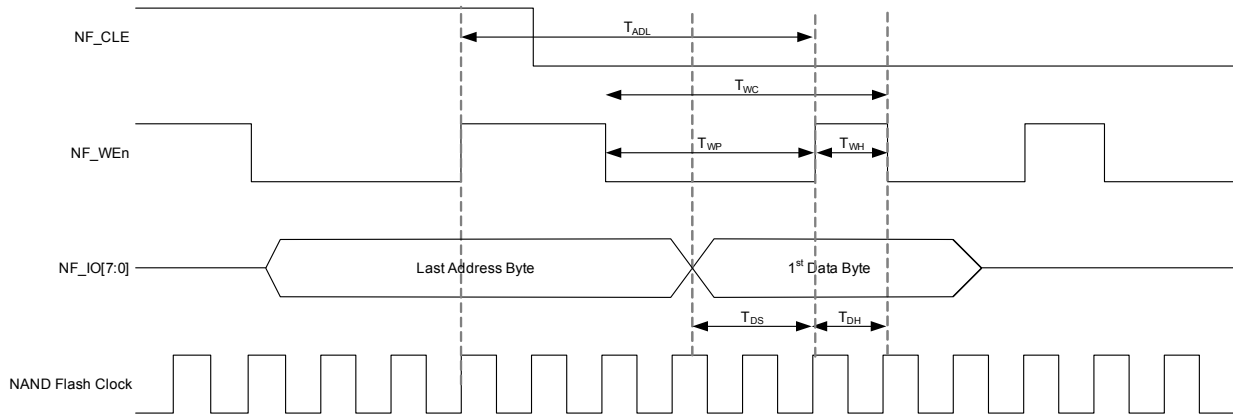 NF_CLE
T_ADL
T_WC
NF_WEn
T_WP
T_WH
NF_IO[7:0]
Last Address Byte
1st Data Byte
T_DS
T_DH
NAND Flash Clock